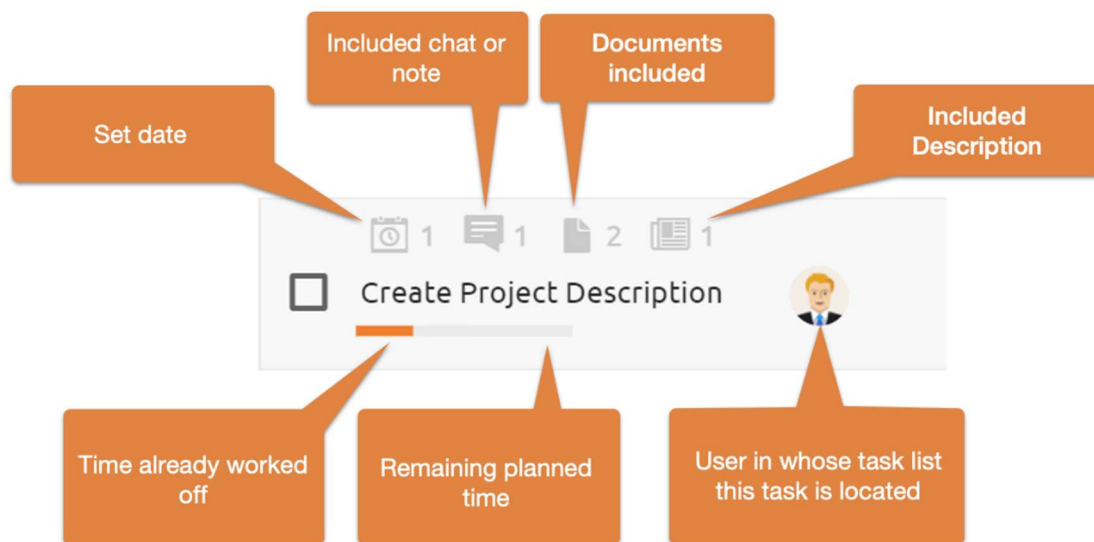 Included chat or
note
Documents
included
Set date
Included
Description
1
1
2
1
Create Project Description
Time already worked
off
Remaining planned
time
User in whose task list
this task is located